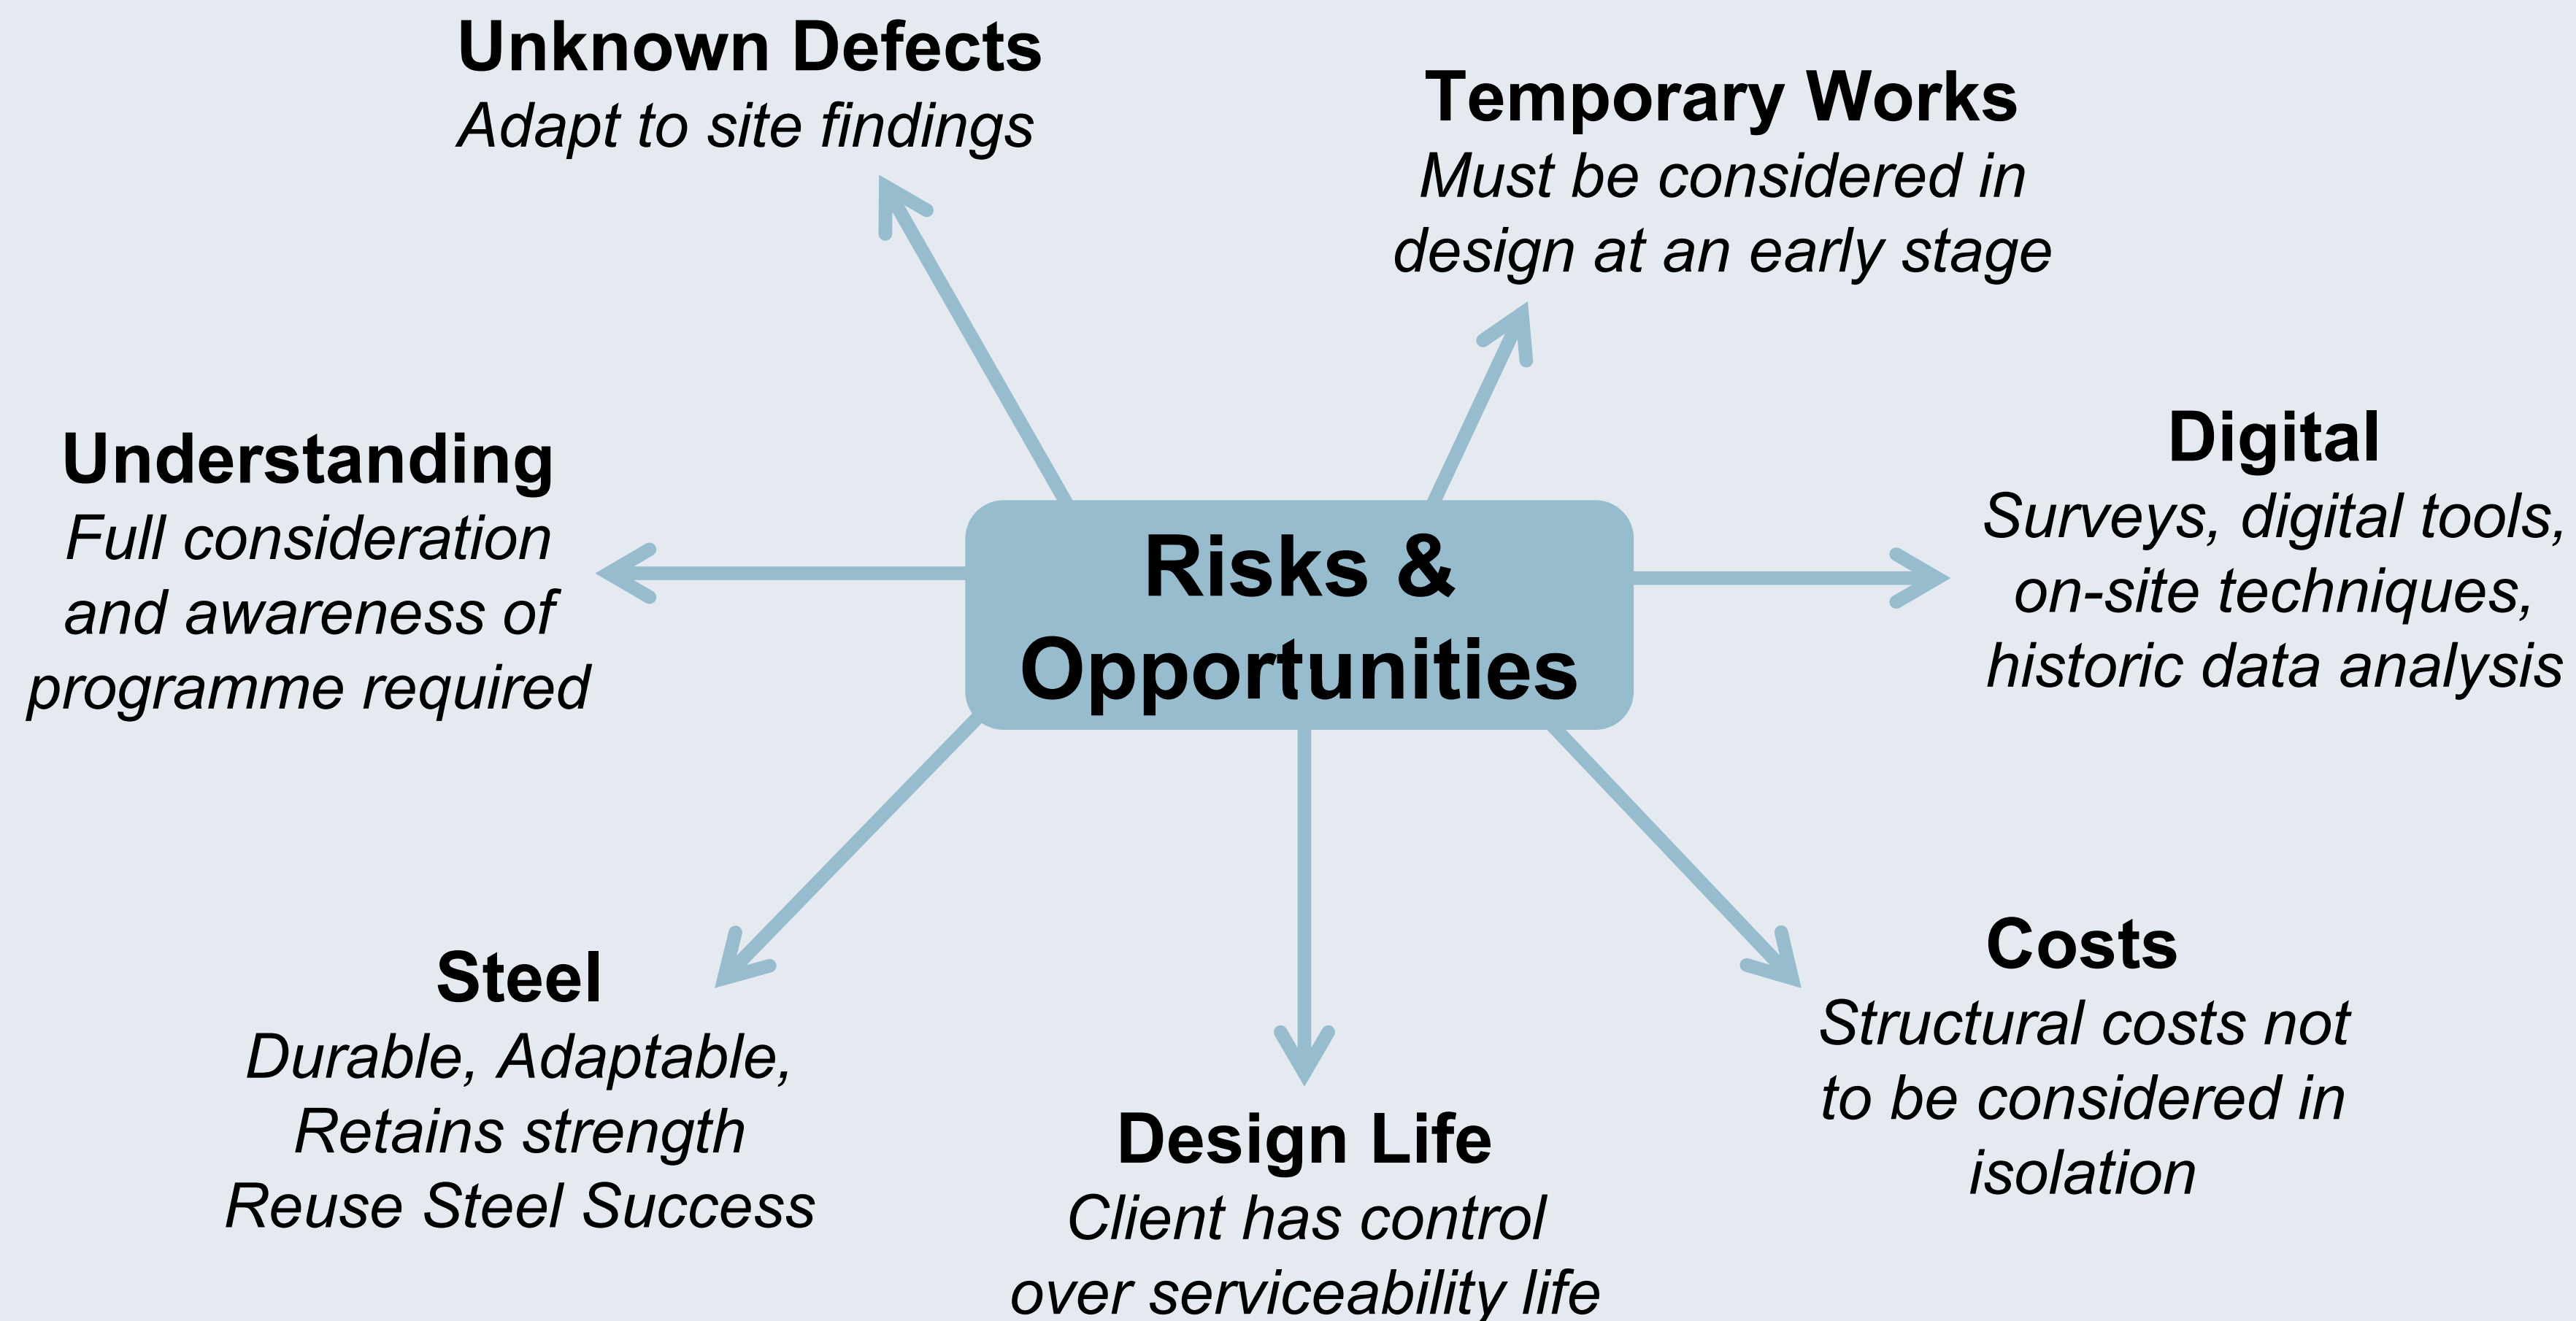 Unknown Defects
Adapt to site findings
Temporary Works
Must be considered in
design at an early stage
Understanding
Full consideration
and awareness of
programme required
Risks &
Opportunities
Digital
Surveys, digital tools,
on-site techniques,
historic data analysis
Steel
Durable, Adaptable,
Retains strength
Reuse Steel Success
Design Life
Client has control
over serviceability life
Costs
Structural costs not
to be considered in
isolation